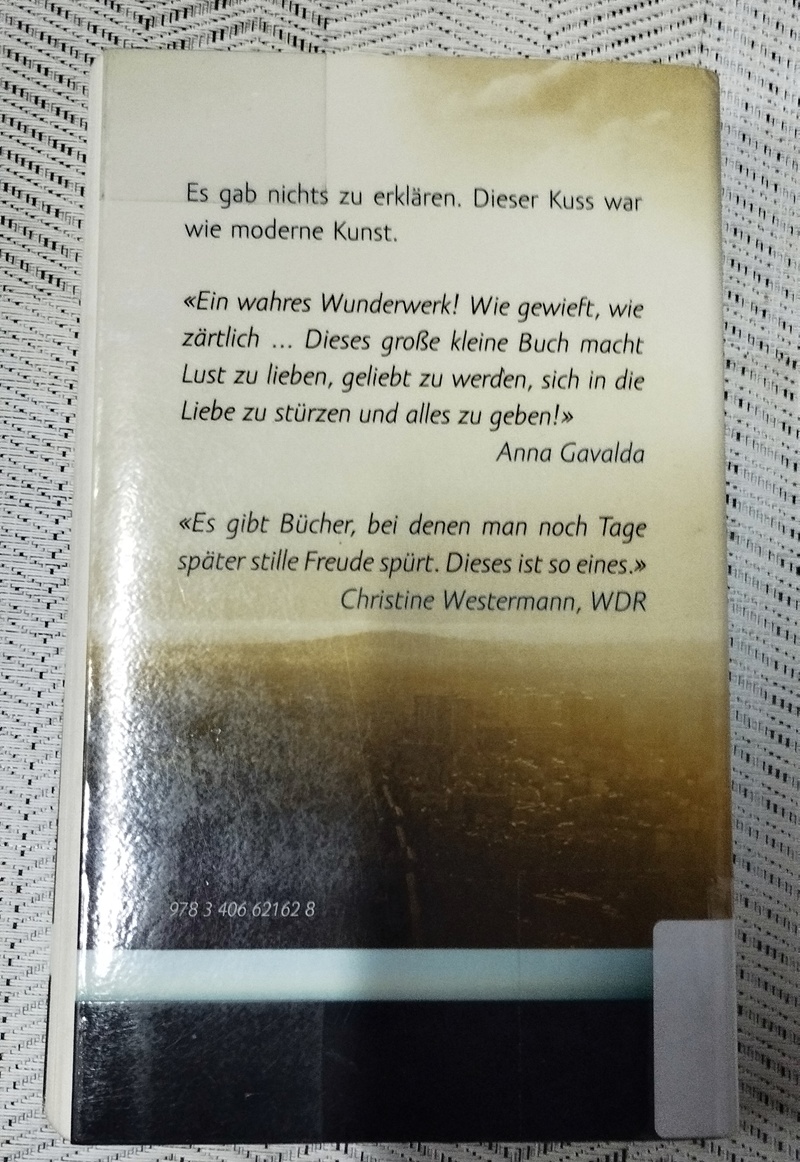 Es gab nichts zu erklären. Dieser Kuss war
wie moderne Kunst.
«Ein wahres Wunderwerk! Wie gewieft, wie
zärtlich ... Dieses große kleine Buch macht
Lust zu lieben, geliebt zu werden, sich in die
Liebe zu stürzen und alles zu geben!»
Anna Gavalda
«Es gibt Bücher, bei denen man noch Tage
später stille Freude spürt. Dieses ist so eines.»
Christine Westermann, WDR
978 3 406 62162 8